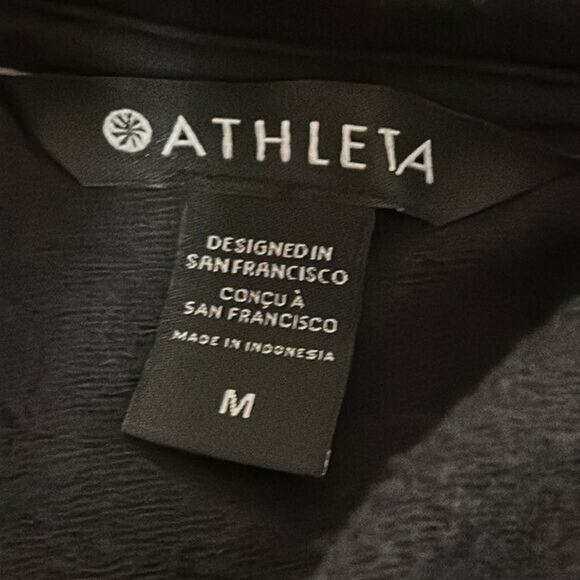 ATHLETA
DESIGNED IN
SAN FRANCISCO
CONÇU À
SAN FRANCISCO
MADE IN INDONESIA
M